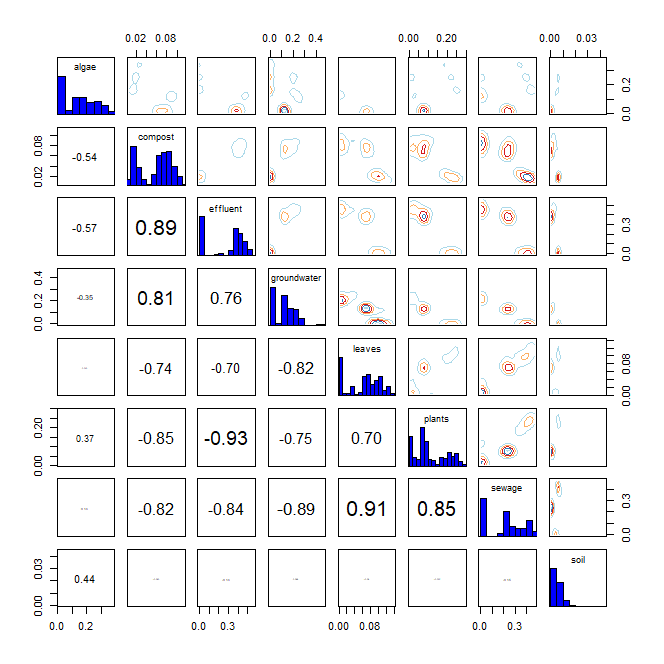 0.02 0.08 0.0 0.2 0.4 0.00 0.20 0.00 0.03
algae 0.0 0.2
0.02 0.08 -0.54 compost
-0.57 0.89 effluent 0.0 0.3
0.0 0.2 0.4 -0.35 0.81 0.76 groundwater
-0.74 -0.70 -0.82 leaves 0.00 0.08
0.00 0.20 0.37 -0.85 -0.93 -0.75 0.70 plants
-0.82 -0.84 -0.89 0.91 0.85 sewage 0.0 0.3
0.00 0.03 0.44 soil
0.0 0.2 0.0 0.3 0.00 0.08 0.0 0.3